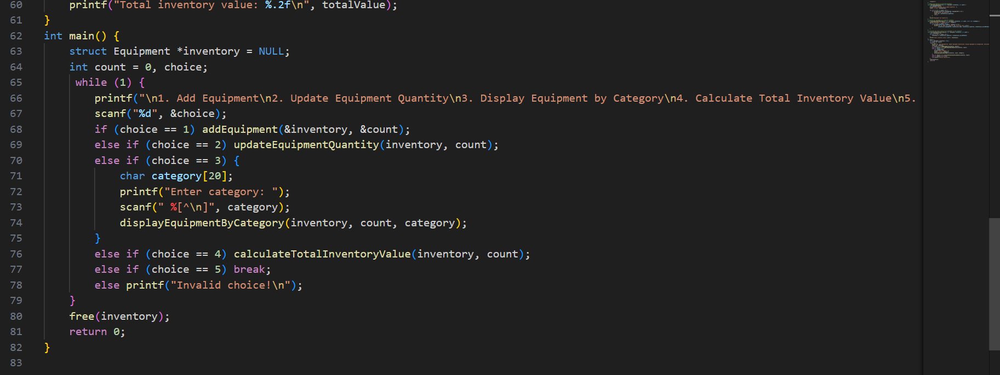 60 printf("Total inventory value: %.2f\n", totalValue);
61 }
62 int main() {
63 struct Equipment *inventory = NULL;
64 int count = 0, choice;
65 while (1) {
66 printf("\n1. Add Equipment\n2. Update Equipment Quantity\n3. Display Equipment by Category\n4. Calculate Total Inventory Value\n5.
67 scanf("%d", &choice);
68 if (choice == 1) addEquipment(&inventory, &count);
69 else if (choice == 2) updateEquipmentQuantity(inventory, count);
70 else if (choice == 3) {
71 char category[20];
72 printf("Enter category: ");
73 scanf(" %[^\n]", category);
74 displayEquipmentByCategory(inventory, count, category);
75 }
76 else if (choice == 4) calculateTotalInventoryValue(inventory, count);
77 else if (choice == 5) break;
78 else printf("Invalid choice!\n");
79 }
80 free(inventory);
81 return 0;
82 }
83